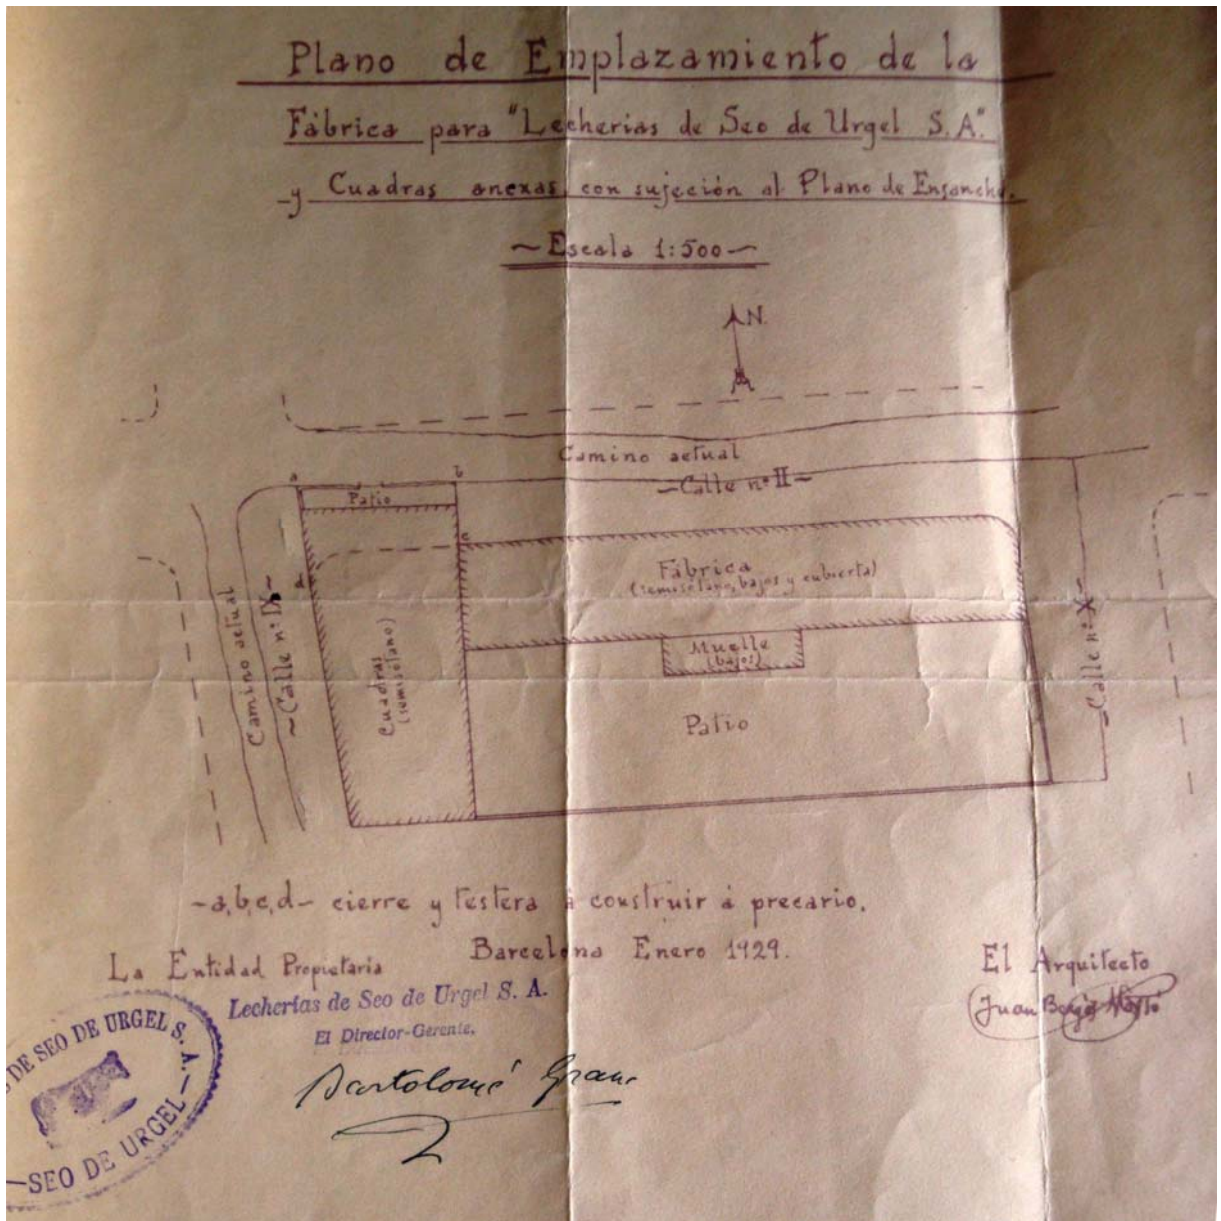 Plano de Emplazamiento de la
Fábrica para "Lecherias de Seo de Urgel S.A."
y Cuadras anexas, con sujeción al Plano de Ensanche.
~ Escala 1:500 ~
N.
Camino actual
~Calle nº II~
a
b
Patio
c
d
Fábrica
(semisótano, bajos y cubierta)
Muelle
(bajos)
Patio
Cuadras
(semisótano)
Camino actual
~Calle nº IX~
~Calle nº X~
-a,b,c,d- cierre y testera á construir á precario.
Barcelona Enero 1929.
La Entidad Propietaria
Lecherías de Seo de Urgel S. A.
El Director-Gerente,
Bartolomé
El Arquitecto
Juan
DE SEO DE URGEL S. A.
SEO DE URGEL